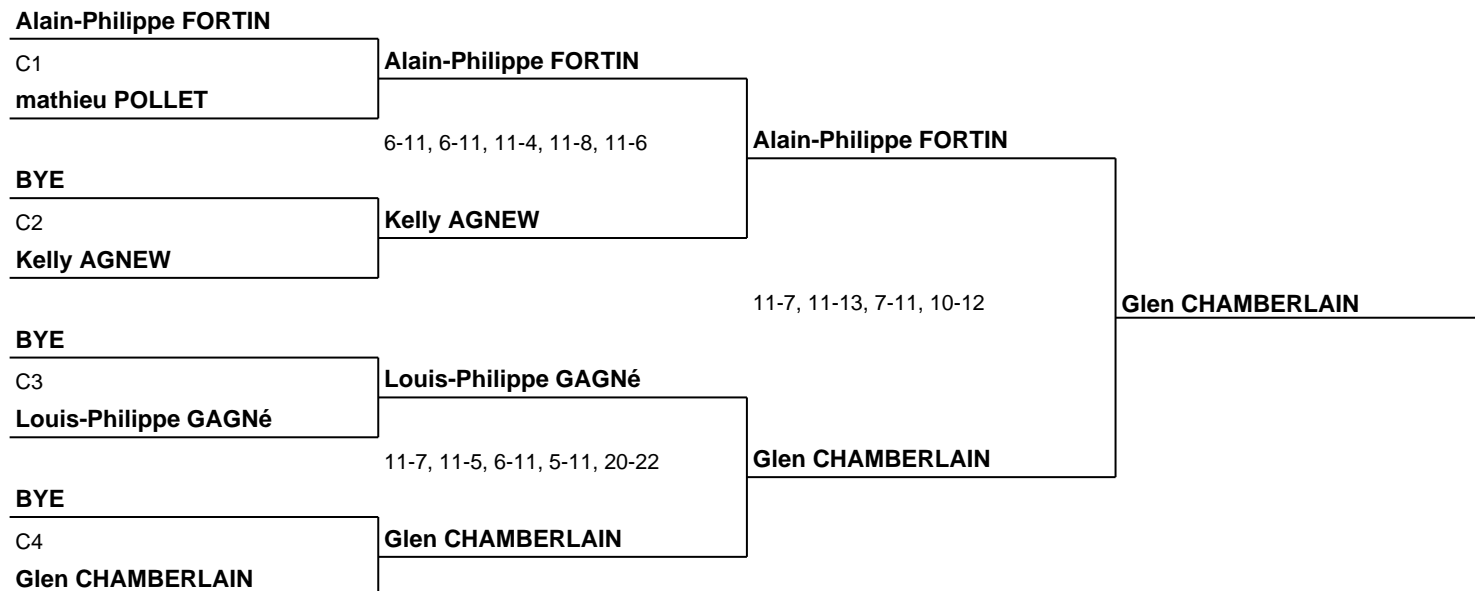 Alain-Philippe FORTIN
C1
mathieu POLLET
Alain-Philippe FORTIN
6-11, 6-11, 11-4, 11-8, 11-6
Alain-Philippe FORTIN
BYE
C2
Kelly AGNEW
Kelly AGNEW
11-7, 11-13, 7-11, 10-12
Glen CHAMBERLAIN
BYE
C3
Louis-Philippe GAGNé
Louis-Philippe GAGNé
11-7, 11-5, 6-11, 5-11, 20-22
Glen CHAMBERLAIN
BYE
C4
Glen CHAMBERLAIN
Glen CHAMBERLAIN